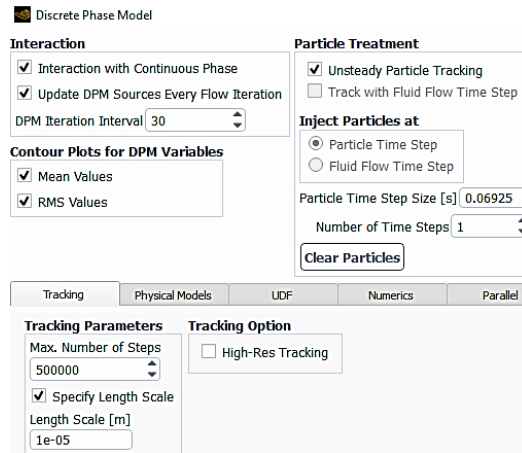 Discrete Phase Model
Interaction
Interaction with Continuous Phase
Update DPM Sources Every Flow Iteration
DPM Iteration Interval 30
Contour Plots for DPM Variables
Mean Values
RMS Values
Particle Treatment
Unsteady Particle Tracking
Track with Fluid Flow Time Step
Inject Particles at
Particle Time Step
Fluid Flow Time Step
Particle Time Step Size [s] 0.06925
Number of Time Steps 1
Clear Particles
Tracking Physical Models UDF Numerics Parallel
Tracking Parameters
Max. Number of Steps
500000
Specify Length Scale
Length Scale [m]
1e-05
Tracking Option
High-Res Tracking